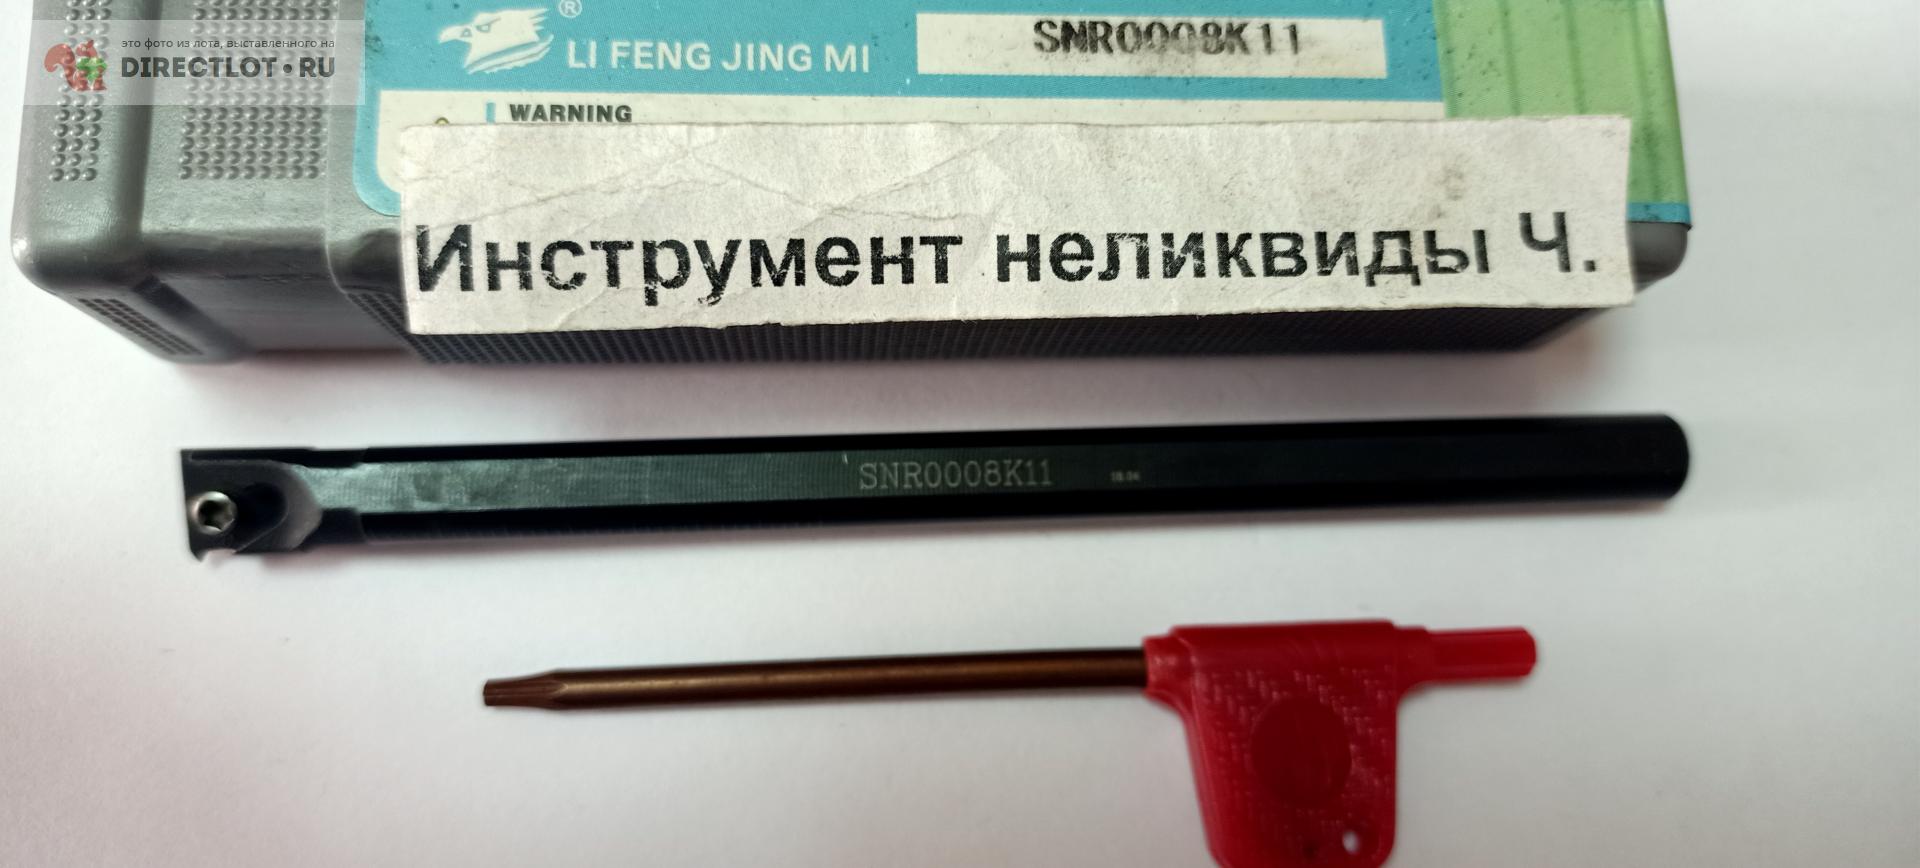 это фото из лота, выставленного на
DIRECTLOT.RU
®
LI FENG JING MI
SNR0008K11
WARNING
Инструмент неликвиды Ч.
SNR0008K11